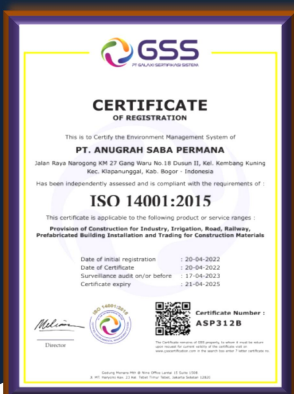 GSS
PT GALAXI SERTIFIKASI SISTEM
CERTIFICATE
OF REGISTRATION
This is to Certify the Environment Management System of
PT. ANUGRAH SABA PERMANA
Jalan Raya Narogong KM 27 Gang Waru No.18 Dusun II, Kel. Kembang Kuning
Kec. Klapanunggal, Kab. Bogor - Indonesia
Has been independently assessed and is compliant with the requirements of :
ISO 14001:2015
This certificate is applicable to the following product or service ranges :
Provision of Construction for Industry, Irrigation, Road, Railway,
Prefabricated Building Installation and Trading for Construction Materials
Date of initial registration : 20-04-2022
Date of Certificate : 20-04-2022
Surveillance audit on/or before : 17-04-2023
Certificate expiry : 21-04-2025
ISO 14001:2015
Director
Certificate Number :
ASP312B